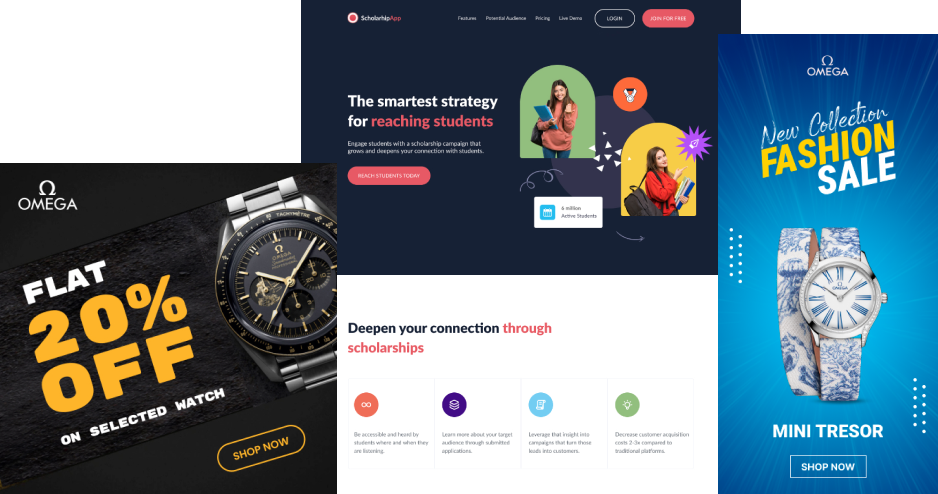 ScholarhipApp
Features Potential Audience Pricing Live Demo LOGIN JOIN FOR FREE
The smartest strategy
for reaching students
Engage students with a scholarship campaign that
grows and deepens your connection with students.
REACH STUDENTS TODAY
6 million
Active Students
Deepen your connection through
scholarships
Be accessible and heard by
students where and when they
are listening.
Learn more about your target
audience through submitted
applications.
Leverage that insight into
campaigns that turn those
leads into customers.
Decrease customer acquisition
costs 2-3x compared to
traditional platforms.
Ω
OMEGA
FLAT
20%
OFF
ON SELECTED WATCH
SHOP NOW
TACHYMÈTRE
Ω
OMEGA
Ω
OMEGA
New Collection
FASHION
SALE
OMEGA
MINI TRESOR
SHOP NOW